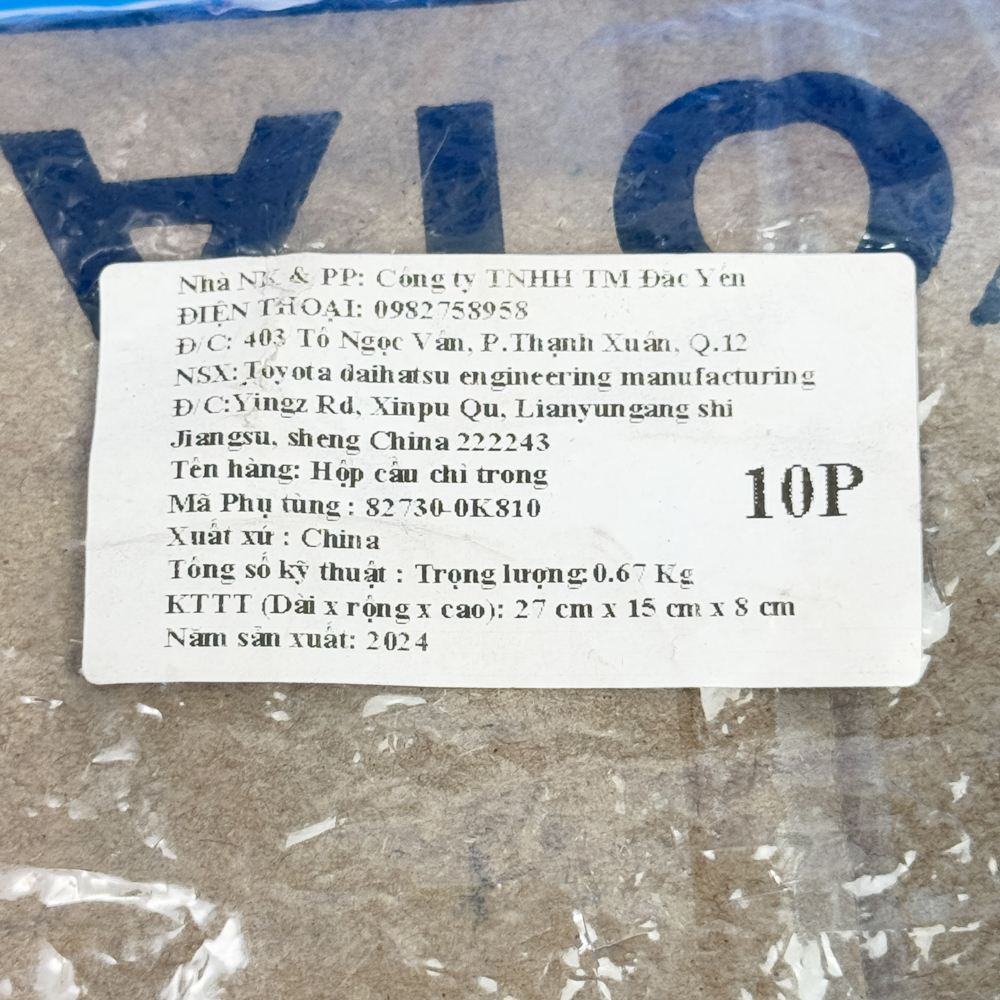 OTA
Nhà NK & PP: Công ty TNHH TM Đắc Yến
ĐIỆN THOẠI: 0982758958
Đ/C: 403 Tô Ngọc Vân, P.Thạnh Xuân, Q.12
NSX:Toyota daihatsu engineering manufacturing
Đ/C:Yingz Rd, Xinpu Qu, Lianyungang shi
Jiangsu, sheng China 222243
Tên hàng: Hộp cầu chì trong
10P
Mã Phụ tùng : 82730-0K810
Xuất xứ : China
Tông số kỹ thuật : Trọng lượng:0.67 Kg
KTTT (Dài x rộng x cao): 27 cm x 15 cm x 8 cm
Năm sản xuất: 2024